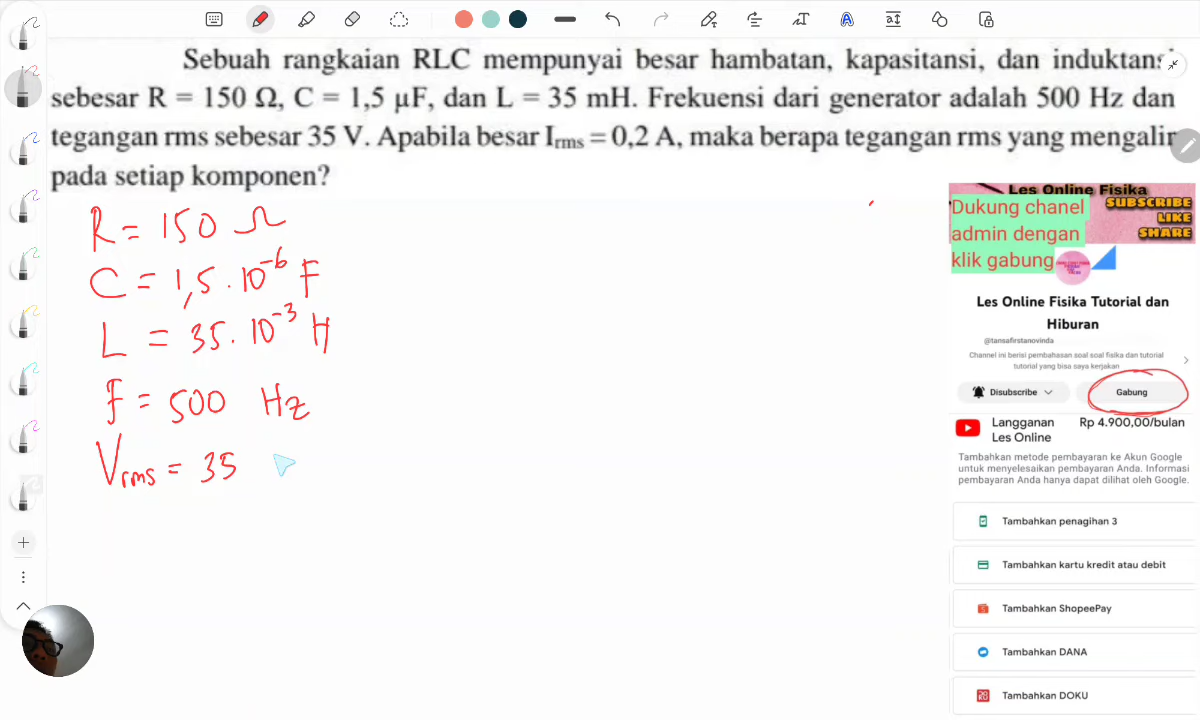 Sebuah rangkaian RLC mempunyai besar hambatan, kapasitansi, dan
sebesar R = 150 Ω, C = 1,5 μF, dan L = 35 mH. Frekuensi dari generator adalah 500 Hz dan
tegangan rms sebesar 35 V. Apabila besar Irms = 0,2 A, maka berapa tegangan rms yang mengalir
pada setiap komponen?
R = 150 Ω
C = 1,5 . 10⁻⁶ F
L = 35 . 10⁻³ H
f = 500 Hz
Vrms = 35
Les Online Fisika
SUBSCRIBE
LIKE
SHARE
Dukung chanel
admin dengan
klik gabung
Les Online Fisika Tutorial dan
Hiburan
@tansafirstanovinda
Channel ini berisi pembahasan soal soal fisika dan tutorial
tutorial yang bisa saya kerjakan
Disubscribe
Gabung
Langganan Rp 4.900,00/bulan
Les Online
Tambahkan metode pembayaran ke Akun Google
untuk menyelesaikan pembayaran Anda. Informasi
pembayaran Anda hanya dapat dilihat oleh Google.
Tambahkan penagihan 3
Tambahkan kartu kredit atau debit
Tambahkan ShopeePay
Tambahkan DANA
Tambahkan DOKU